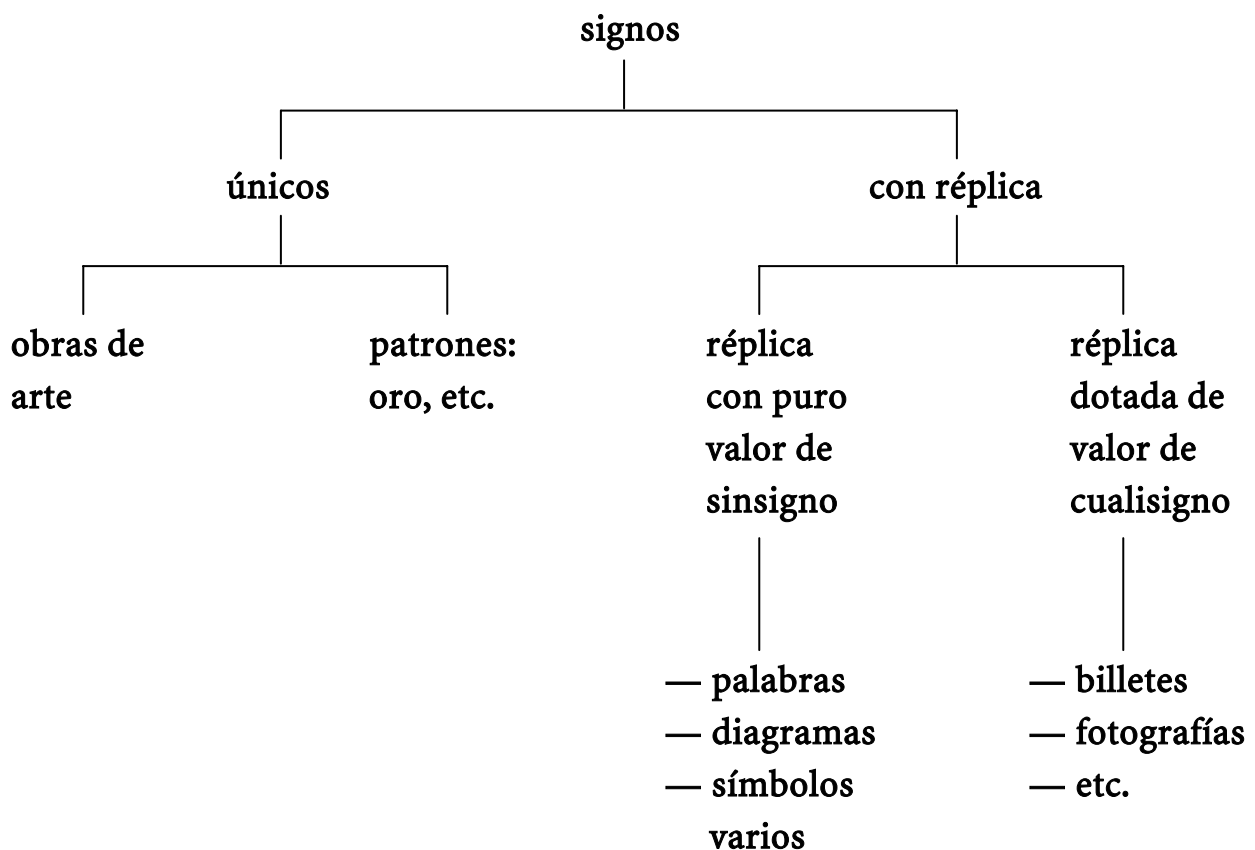 signos
únicos
con réplica
obras de
arte
patrones:
oro, etc.
réplica
con puro
valor de
sinsigno
réplica
dotada de
valor de
cualisigno
— palabras
— diagramas
— símbolos
varios
— billetes
— fotografías
— etc.